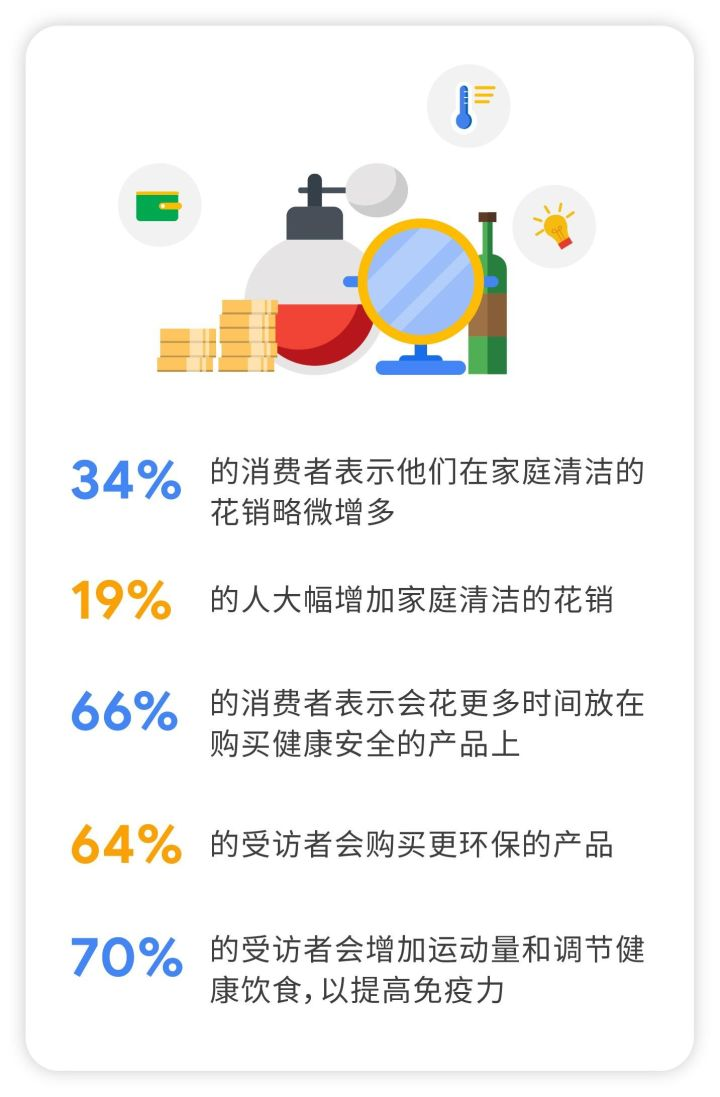 34%
的消费者表示他们在家庭清洁的
花销略微增多
19%
的人大幅增加家庭清洁的花销
66%
的消费者表示会花更多时间放在
购买健康安全的产品上
64%
的受访者会购买更环保的产品
70%
的受访者会增加运动量和调节健
康饮食，以提高免疫力